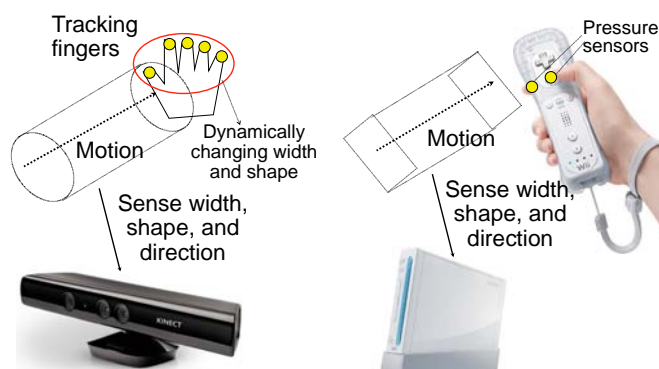 Tracking
fingers
Dynamically
changing width
and shape
Motion
Sense width,
shape, and
direction
KINECT
Pressure
sensors
Motion
Sense width,
shape, and
direction
Wii